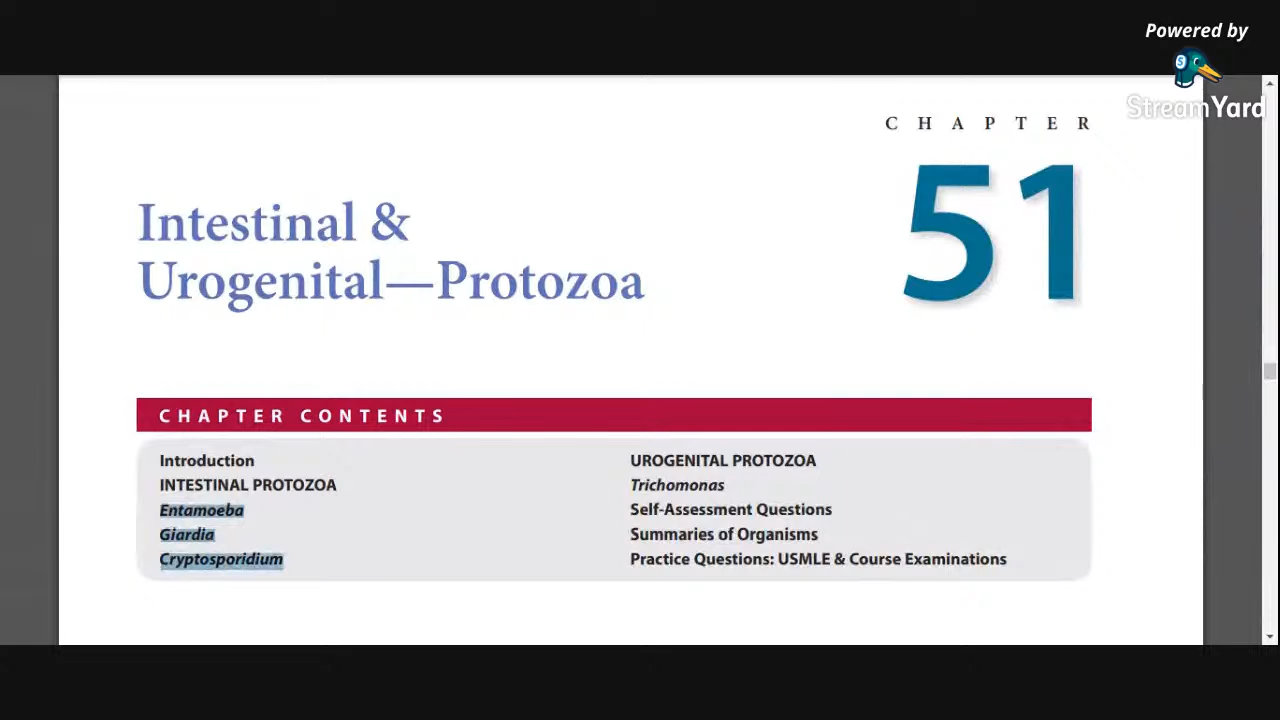 Powered by
StreamYard
CHAPTER
51
Intestinal &
Urogenital—Protozoa
CHAPTER CONTENTS
Introduction
INTESTINAL PROTOZOA
Entamoeba
Giardia
Cryptosporidium
UROGENITAL PROTOZOA
Trichomonas
Self-Assessment Questions
Summaries of Organisms
Practice Questions: USMLE & Course Examinations